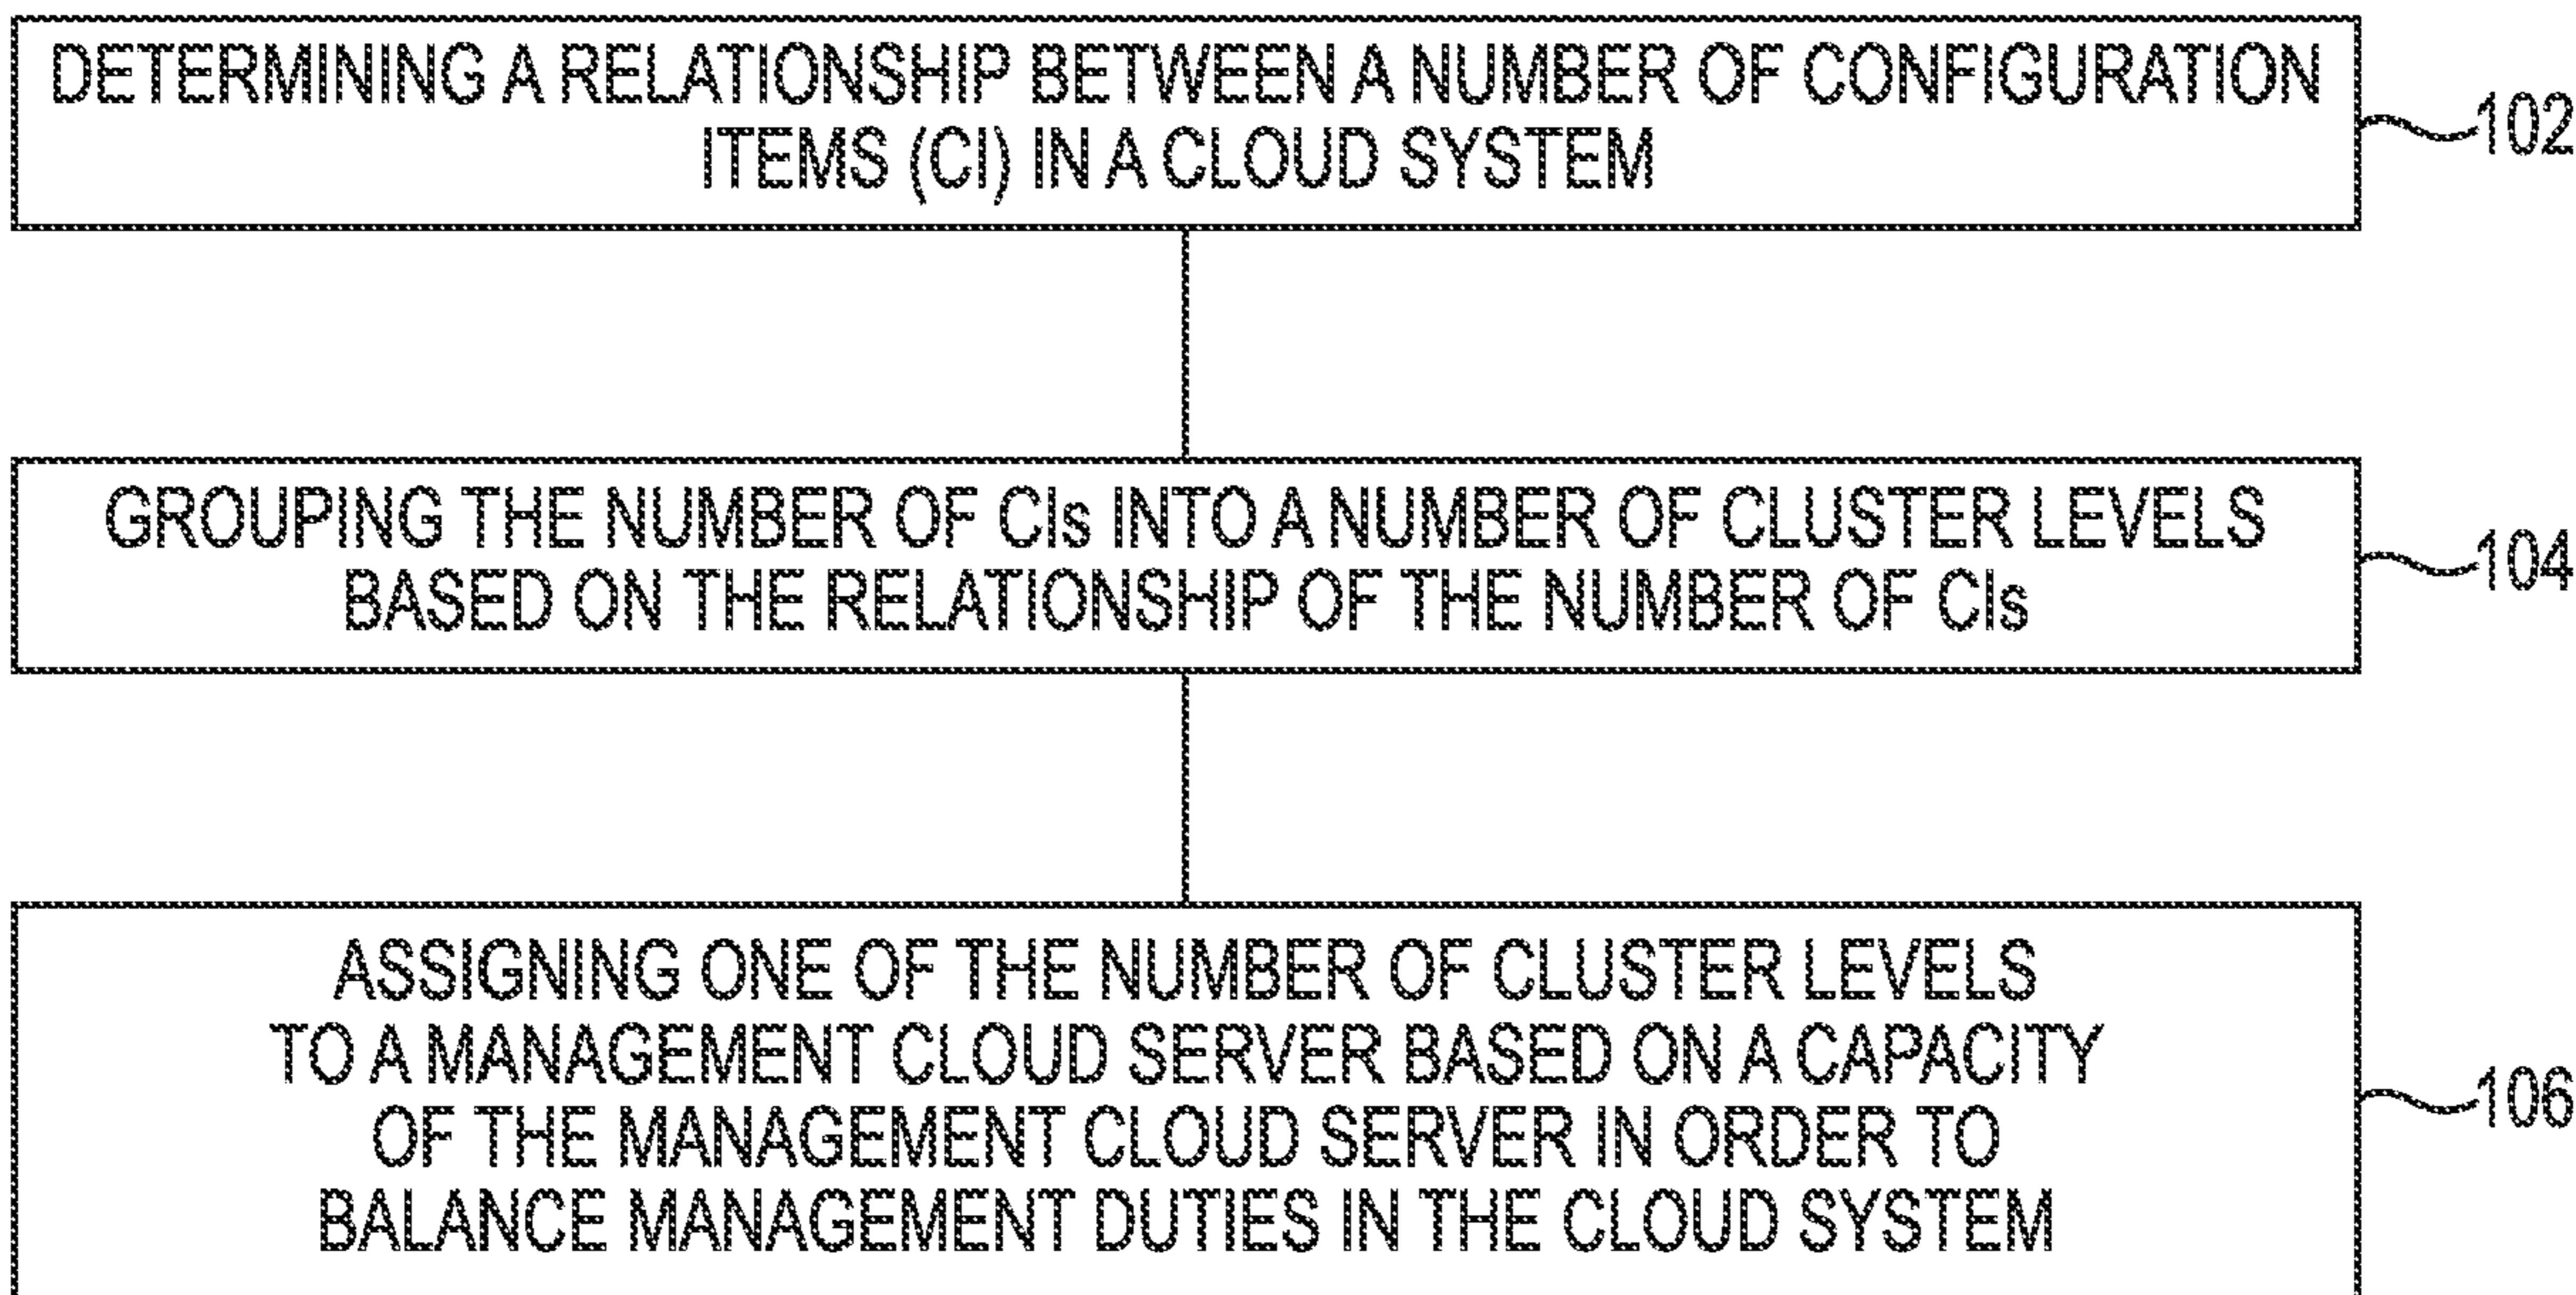 DETERMINING A RELATIONSHIP BETWEEN A NUMBER OF CONFIGURATION
ITEMS (CI) IN A CLOUD SYSTEM
102
GROUPING THE NUMBER OF CIs INTO A NUMBER OF CLUSTER LEVELS
BASED ON THE RELATIONSHIP OF THE NUMBER OF CIs
104
ASSIGNING ONE OF THE NUMBER OF CLUSTER LEVELS
TO A MANAGEMENT CLOUD SERVER BASED ON A CAPACITY
OF THE MANAGEMENT CLOUD SERVER IN ORDER TO
BALANCE MANAGEMENT DUTIES IN THE CLOUD SYSTEM
106